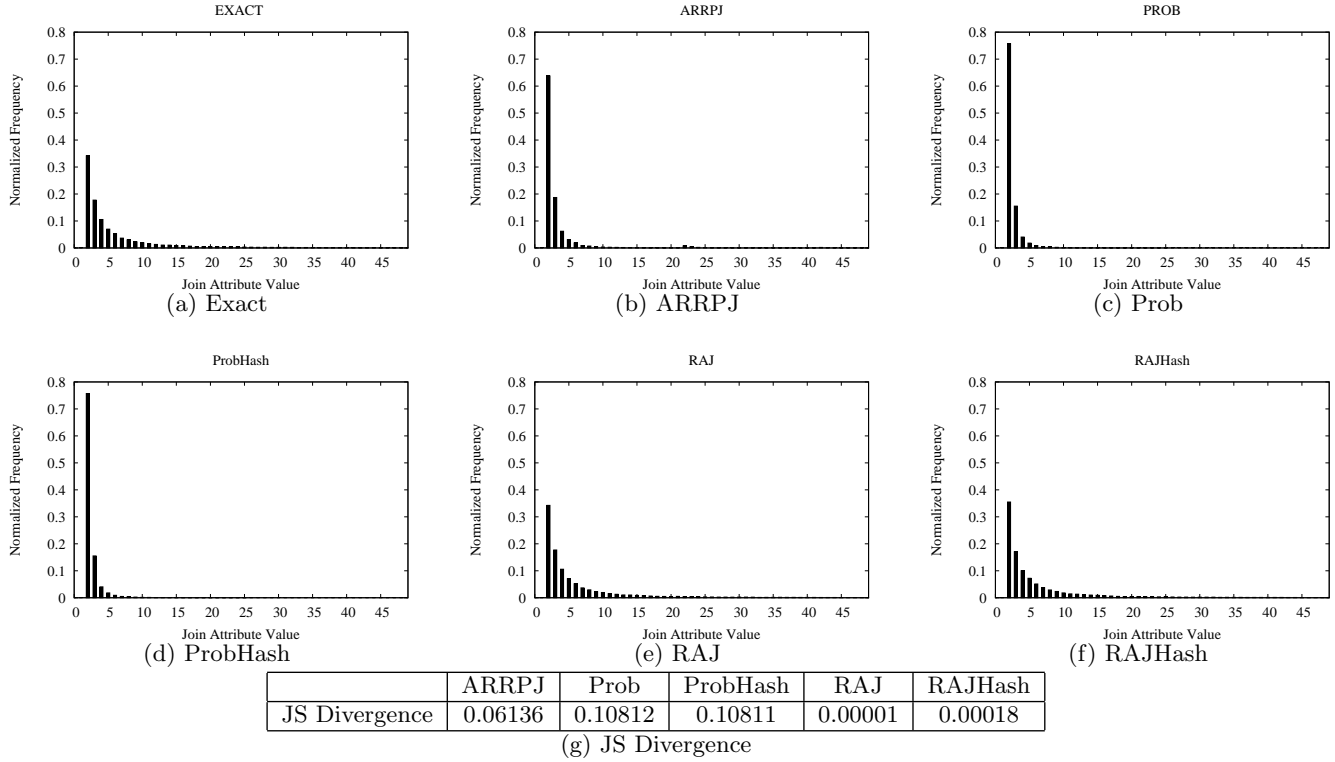 EXACT
0.8
0.7
0.6
0.5
0.4
0.3
0.2
0.1
0
Normalized Frequency
0 5 10 15 20 25 30 35 40 45
Join Attribute Value
(a) Exact
ARRPJ
0.8
0.7
0.6
0.5
0.4
0.3
0.2
0.1
0
Normalized Frequency
0 5 10 15 20 25 30 35 40 45
Join Attribute Value
(b) ARRPJ
PROB
0.8
0.7
0.6
0.5
0.4
0.3
0.2
0.1
0
Normalized Frequency
0 5 10 15 20 25 30 35 40 45
Join Attribute Value
(c) Prob
ProbHash
0.8
0.7
0.6
0.5
0.4
0.3
0.2
0.1
0
Normalized Frequency
0 5 10 15 20 25 30 35 40 45
Join Attribute Value
(d) ProbHash
RAJ
0.8
0.7
0.6
0.5
0.4
0.3
0.2
0.1
0
Normalized Frequency
0 5 10 15 20 25 30 35 40 45
Join Attribute Value
(e) RAJ
RAJHash
0.8
0.7
0.6
0.5
0.4
0.3
0.2
0.1
0
Normalized Frequency
0 5 10 15 20 25 30 35 40 45
Join Attribute Value
(f) RAJHash
ARRPJ Prob ProbHash RAJ RAJHash
JS Divergence 0.06136 0.10812 0.10811 0.00001 0.00018
(g) JS Divergence